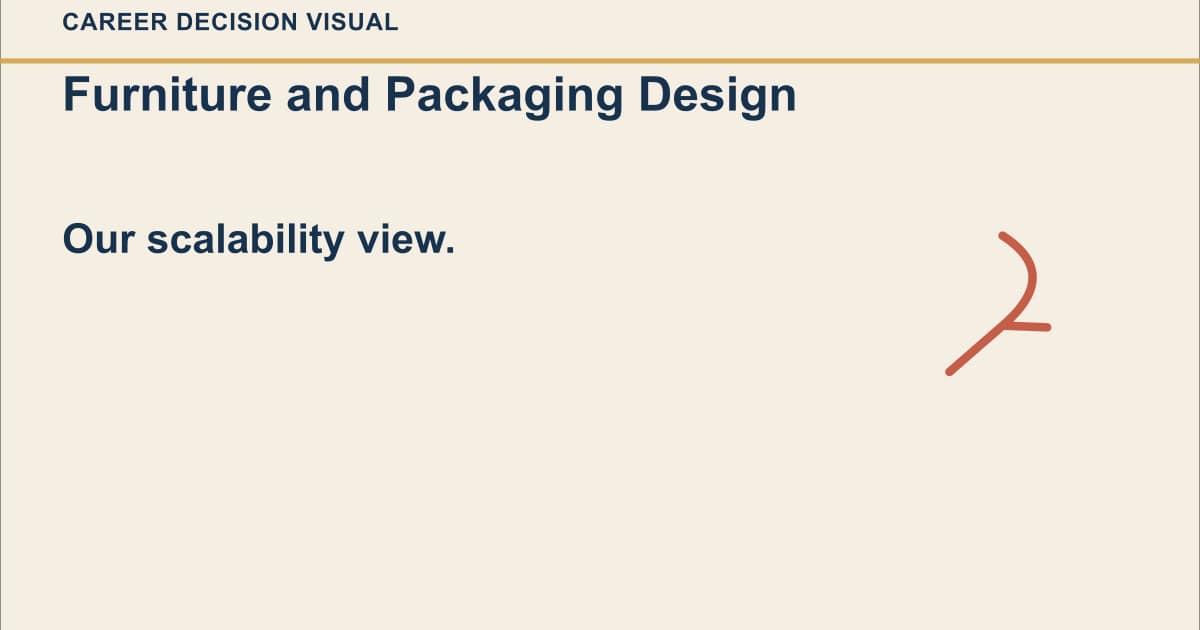 CAREER DECISION VISUAL
Furniture and Packaging Design
Our scalability view.